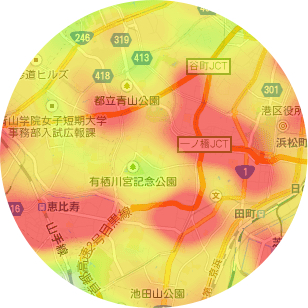 246
319
413
谷町JCT
道ヒルズ
418
301
都立青山公園
山学院女子短期大学
事務部入試広報課
港区役所
浜松町
一ノ橋JCT
1
有栖川宮記念公園
恵比寿
田町
山手線
高速2号目黒線
池田山公園